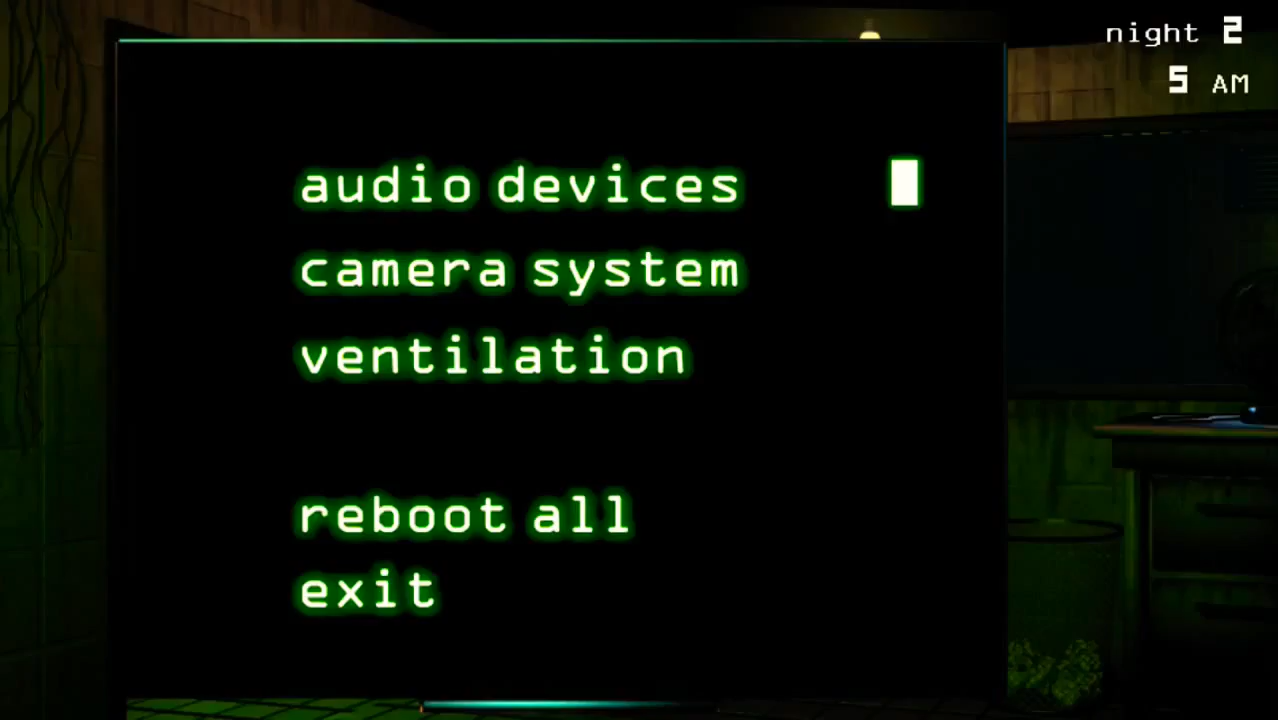 night 2
5 AM
audio devices
camera system
ventilation
reboot all
exit